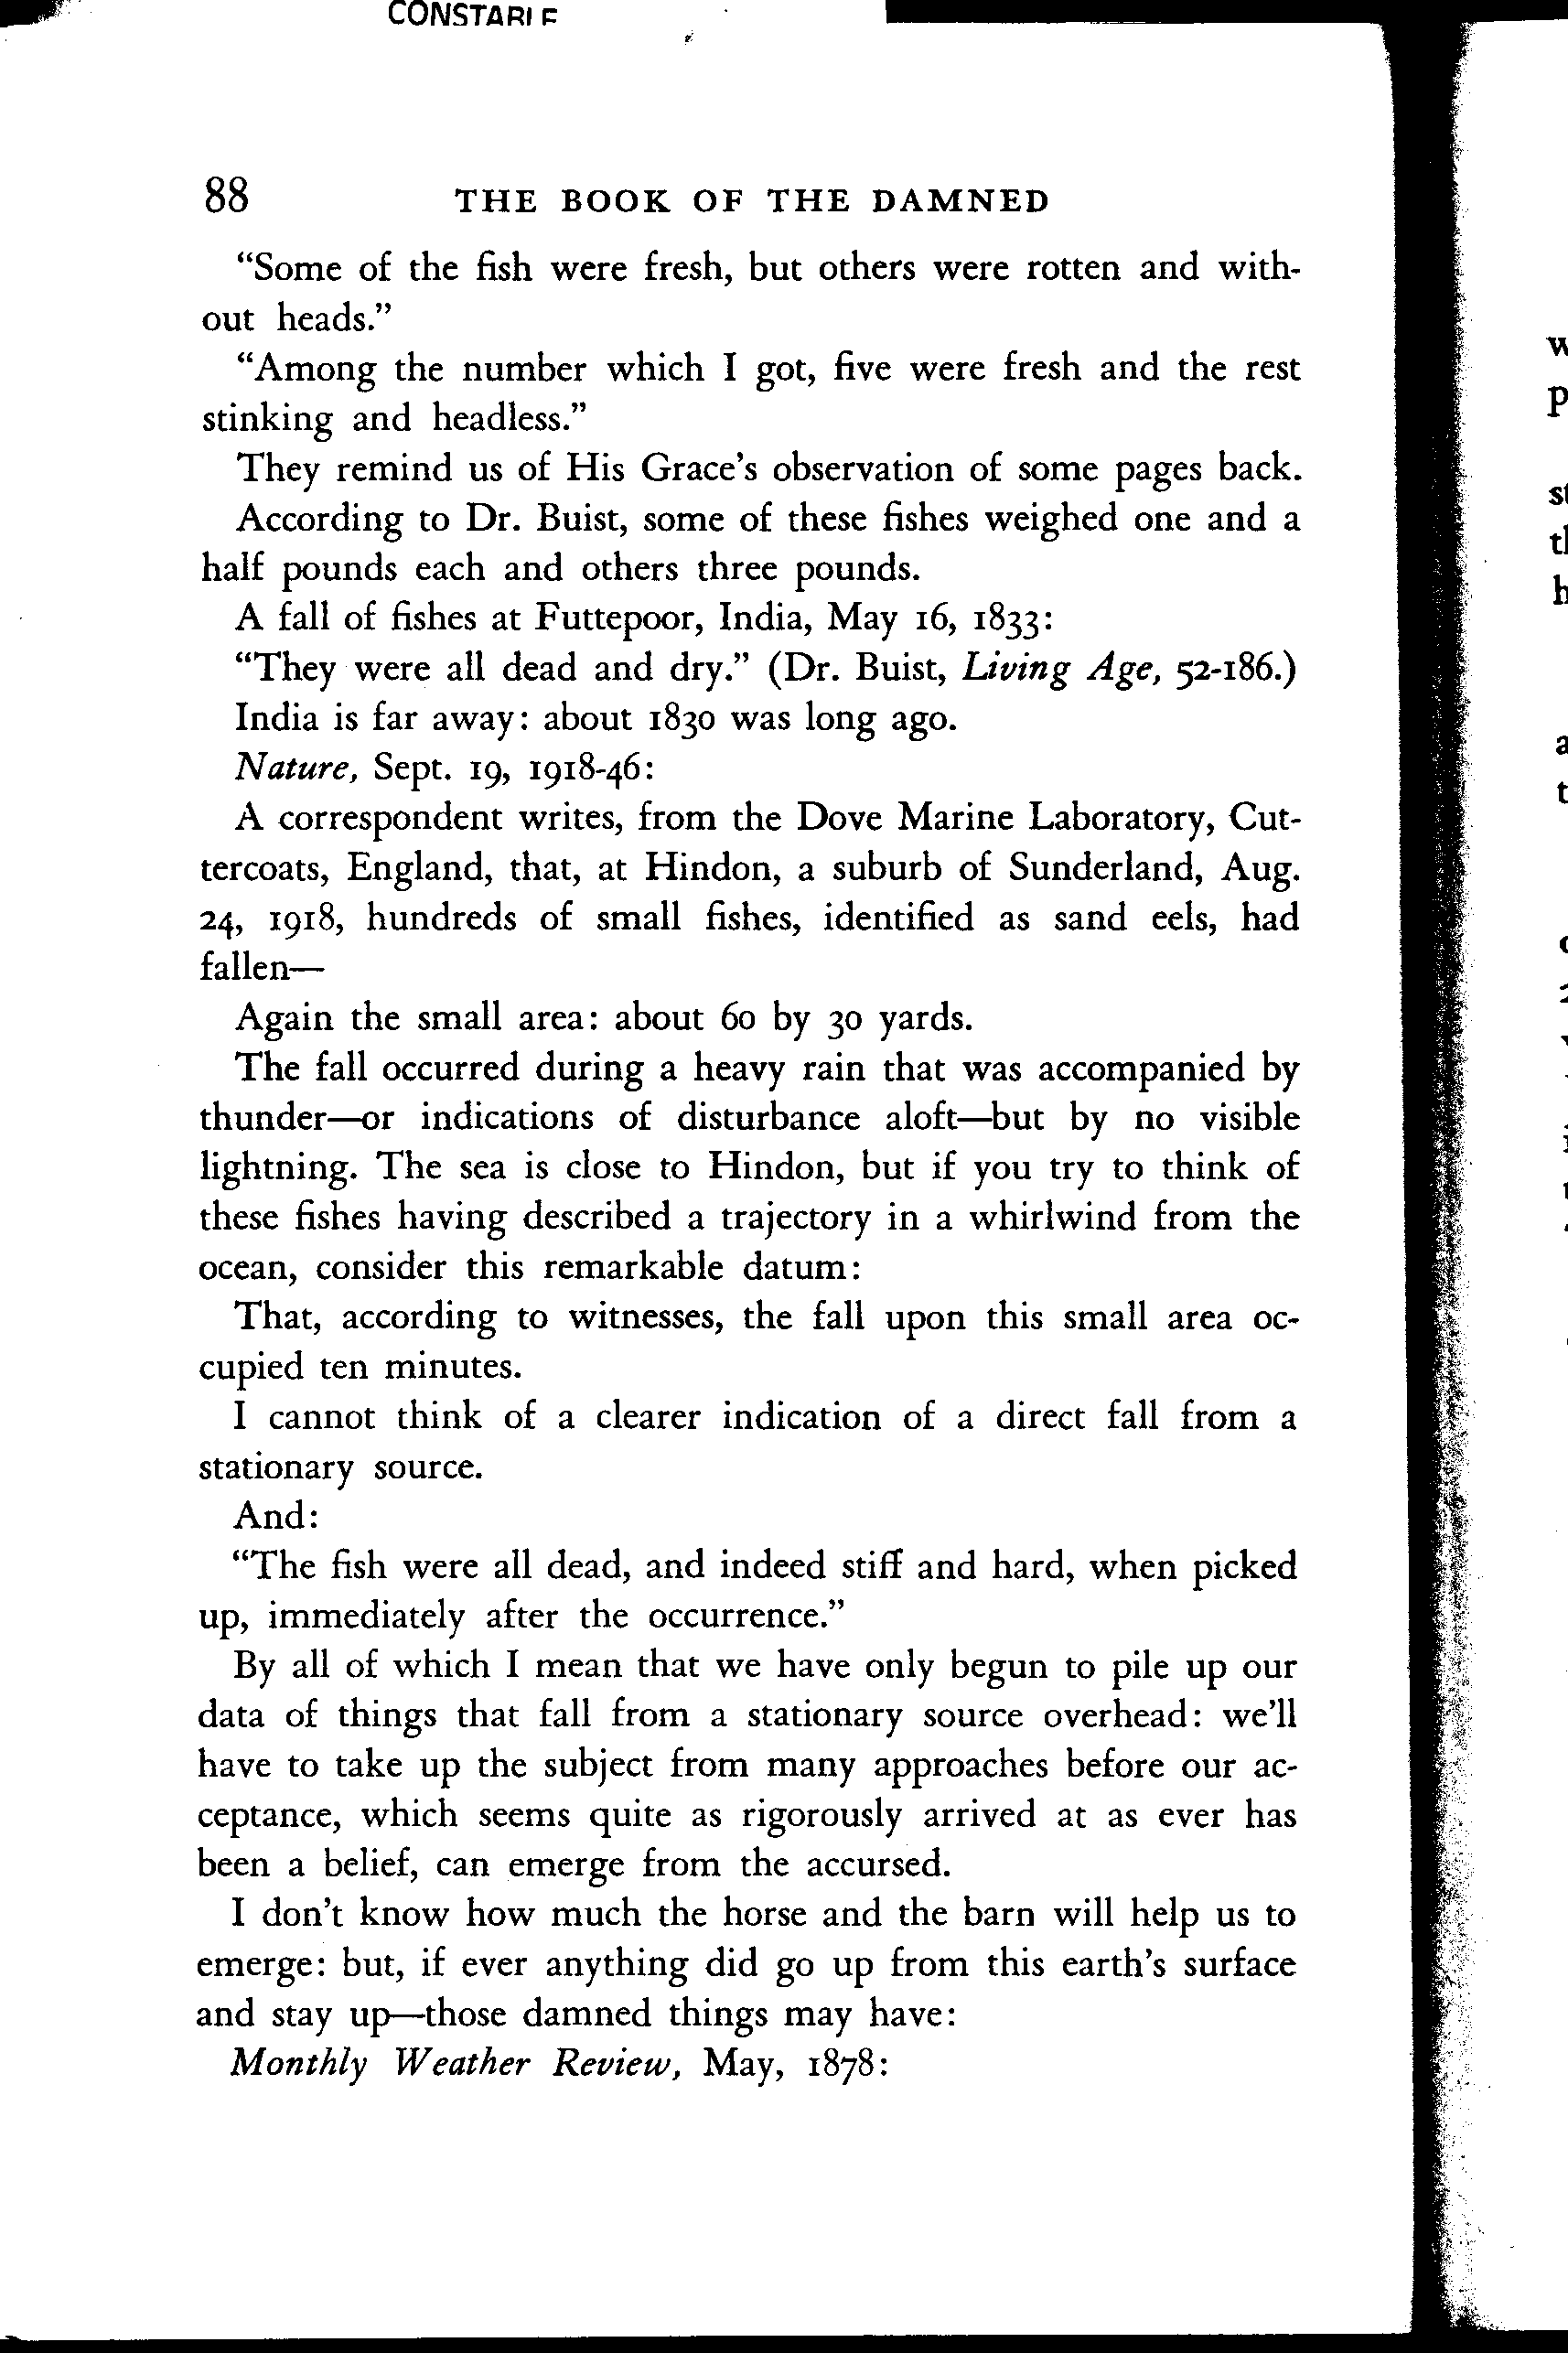 88 THE BOOK OF THE DAMNED
“Some of the fish were fresh, but others were rotten and with-
out heads.”
“Among the number which I got, five were fresh and the rest
stinking and headless.”
They remind us of His Grace’s observation of some pages back.
According to Dr. Buist, some of these fishes weighed one and a
half pounds each and others three pounds.
A fall of fishes at Futtepoor, India, May 16, 1833:
“They were all dead and dry.” (Dr. Buist, Living Age, 52-186.)
India is far away: about 1830 was long ago.
Nature, Sept. 19, 1918-46:
A correspondent writes, from the Dove Marine Laboratory, Cut-
tercoats, England, that, at Hindon, a suburb of Sunderland, Aug.
24, 1918, hundreds of small fishes, identified as sand eels, had
fallen—
Again the small area: about 60 by 30 yards.
The fall occurred during a heavy rain that was accompanied by
thunder—or indications of disturbance aloft—but by no visible
lightning. The sea is close to Hindon, but if you try to think of
these fishes having described a trajectory in a whirlwind from the
ocean, consider this remarkable datum:
That, according to witnesses, the fall upon this small area oc-
cupied ten minutes.
I cannot think of a clearer indication of a direct fall from a
stationary source.
And:
“The fish were all dead, and indeed stiff and hard, when picked
up, immediately after the occurrence.”
By all of which I mean that we have only begun to pile up our
data of things that fall from a stationary source overhead: we’ll
have to take up the subject from many approaches before our ac-
ceptance, which seems quite as rigorously arrived at as ever has
been a belief, can emerge from the accursed.
I don’t know how much the horse and the barn will help us to
emerge: but, if ever anything did go up from this earth’s surface
and stay up—those damned things may have:
Monthly Weather Review, May, 1878: